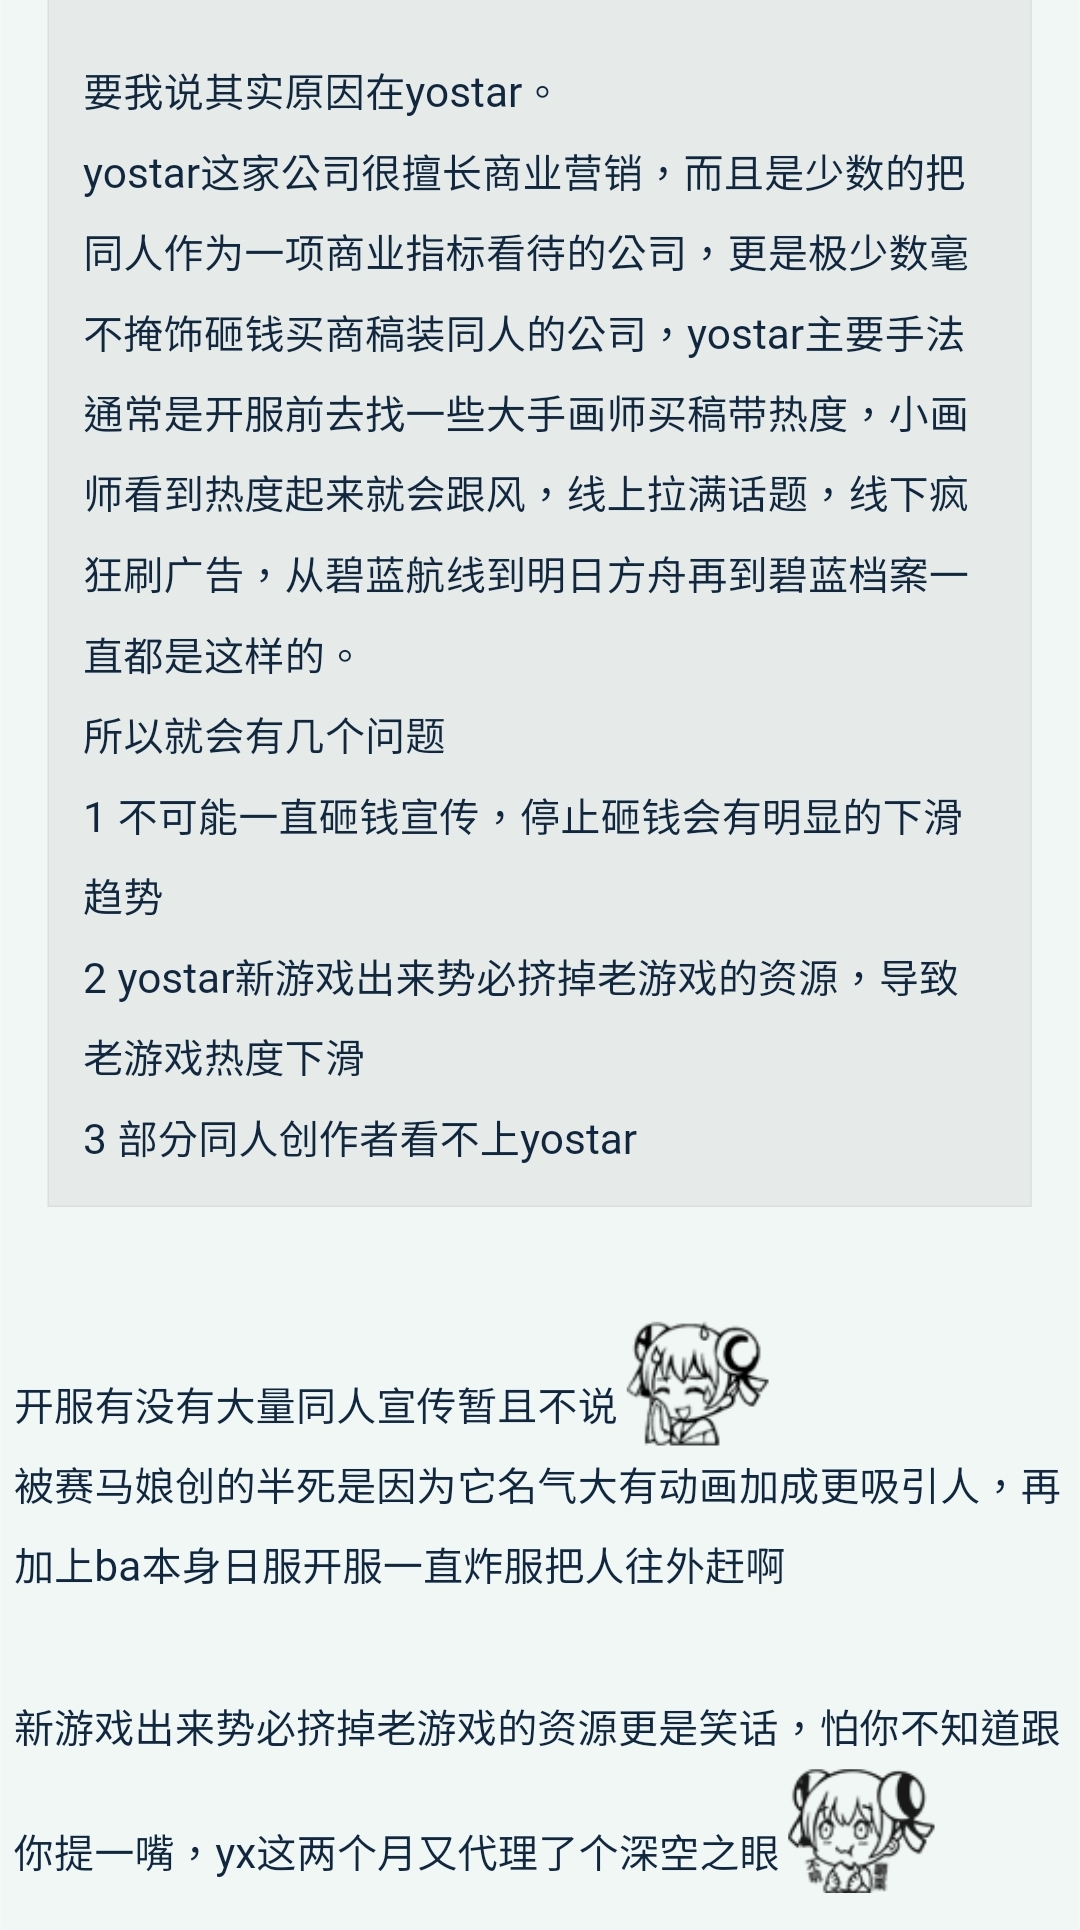 要我说其实原因在yostar。
yostar这家公司很擅长商业营销，而且是少数的把
同人作为一项商业指标看待的公司，更是极少数毫
不掩饰砸钱买商稿装同人的公司，yostar主要手法
通常是开服前去找一些大手画师买稿带热度，小画
师看到热度起来就会跟风，线上拉满话题，线下疯
狂刷广告，从碧蓝航线到明日方舟再到碧蓝档案一
直都是这样的。
所以就会有几个问题
1 不可能一直砸钱宣传，停止砸钱会有明显的下滑
趋势
2 yostar新游戏出来势必挤掉老游戏的资源，导致
老游戏热度下滑
3 部分同人创作者看不上yostar
开服有没有大量同人宣传暂且不说
被赛马娘创的半死是因为它名气大有动画加成更吸引人，再
加上ba本身日服开服一直炸服把人往外赶啊
新游戏出来势必挤掉老游戏的资源更是笑话，怕你不知道跟
你提一嘴，yx这两个月又代理了个深空之眼